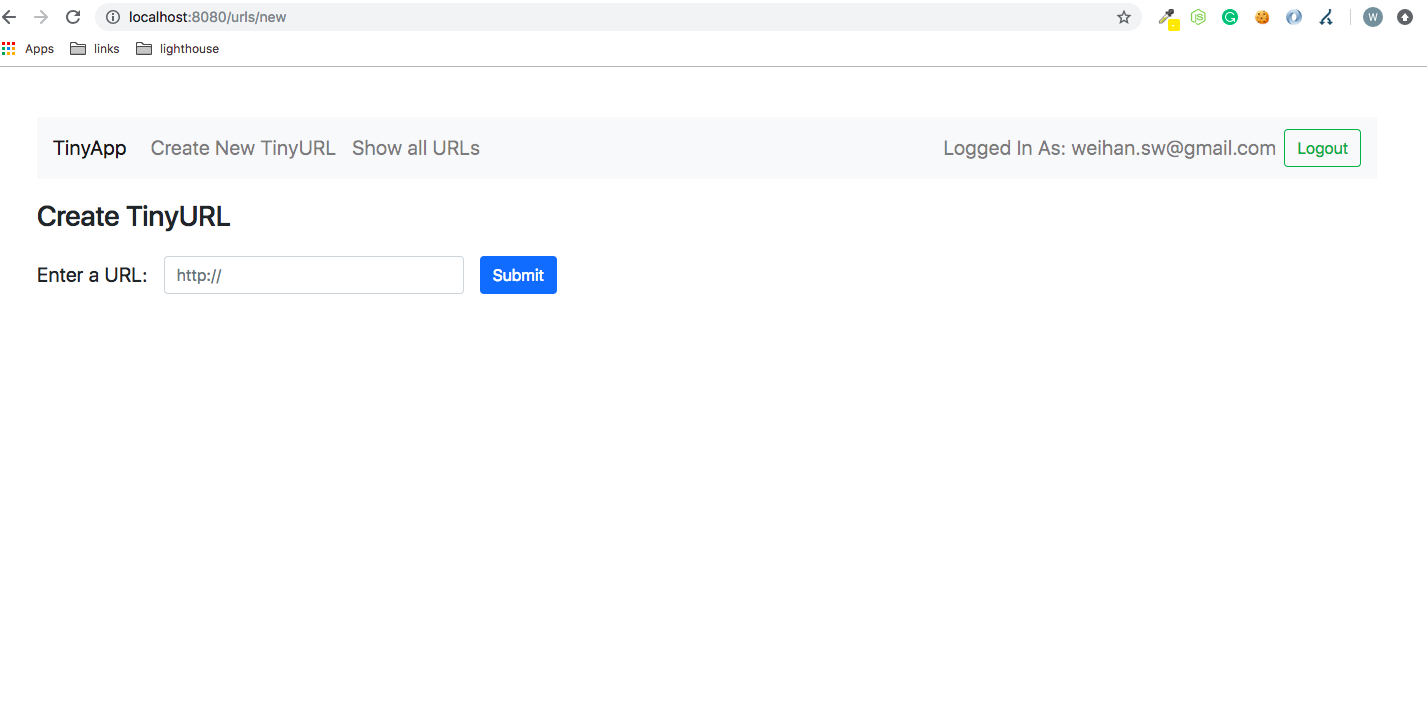 localhost:8080/urls/new
W
Apps links lighthouse
TinyApp Create New TinyURL Show all URLs Logged In As: weihan.sw@gmail.com Logout
Create TinyURL
Enter a URL: http:// Submit